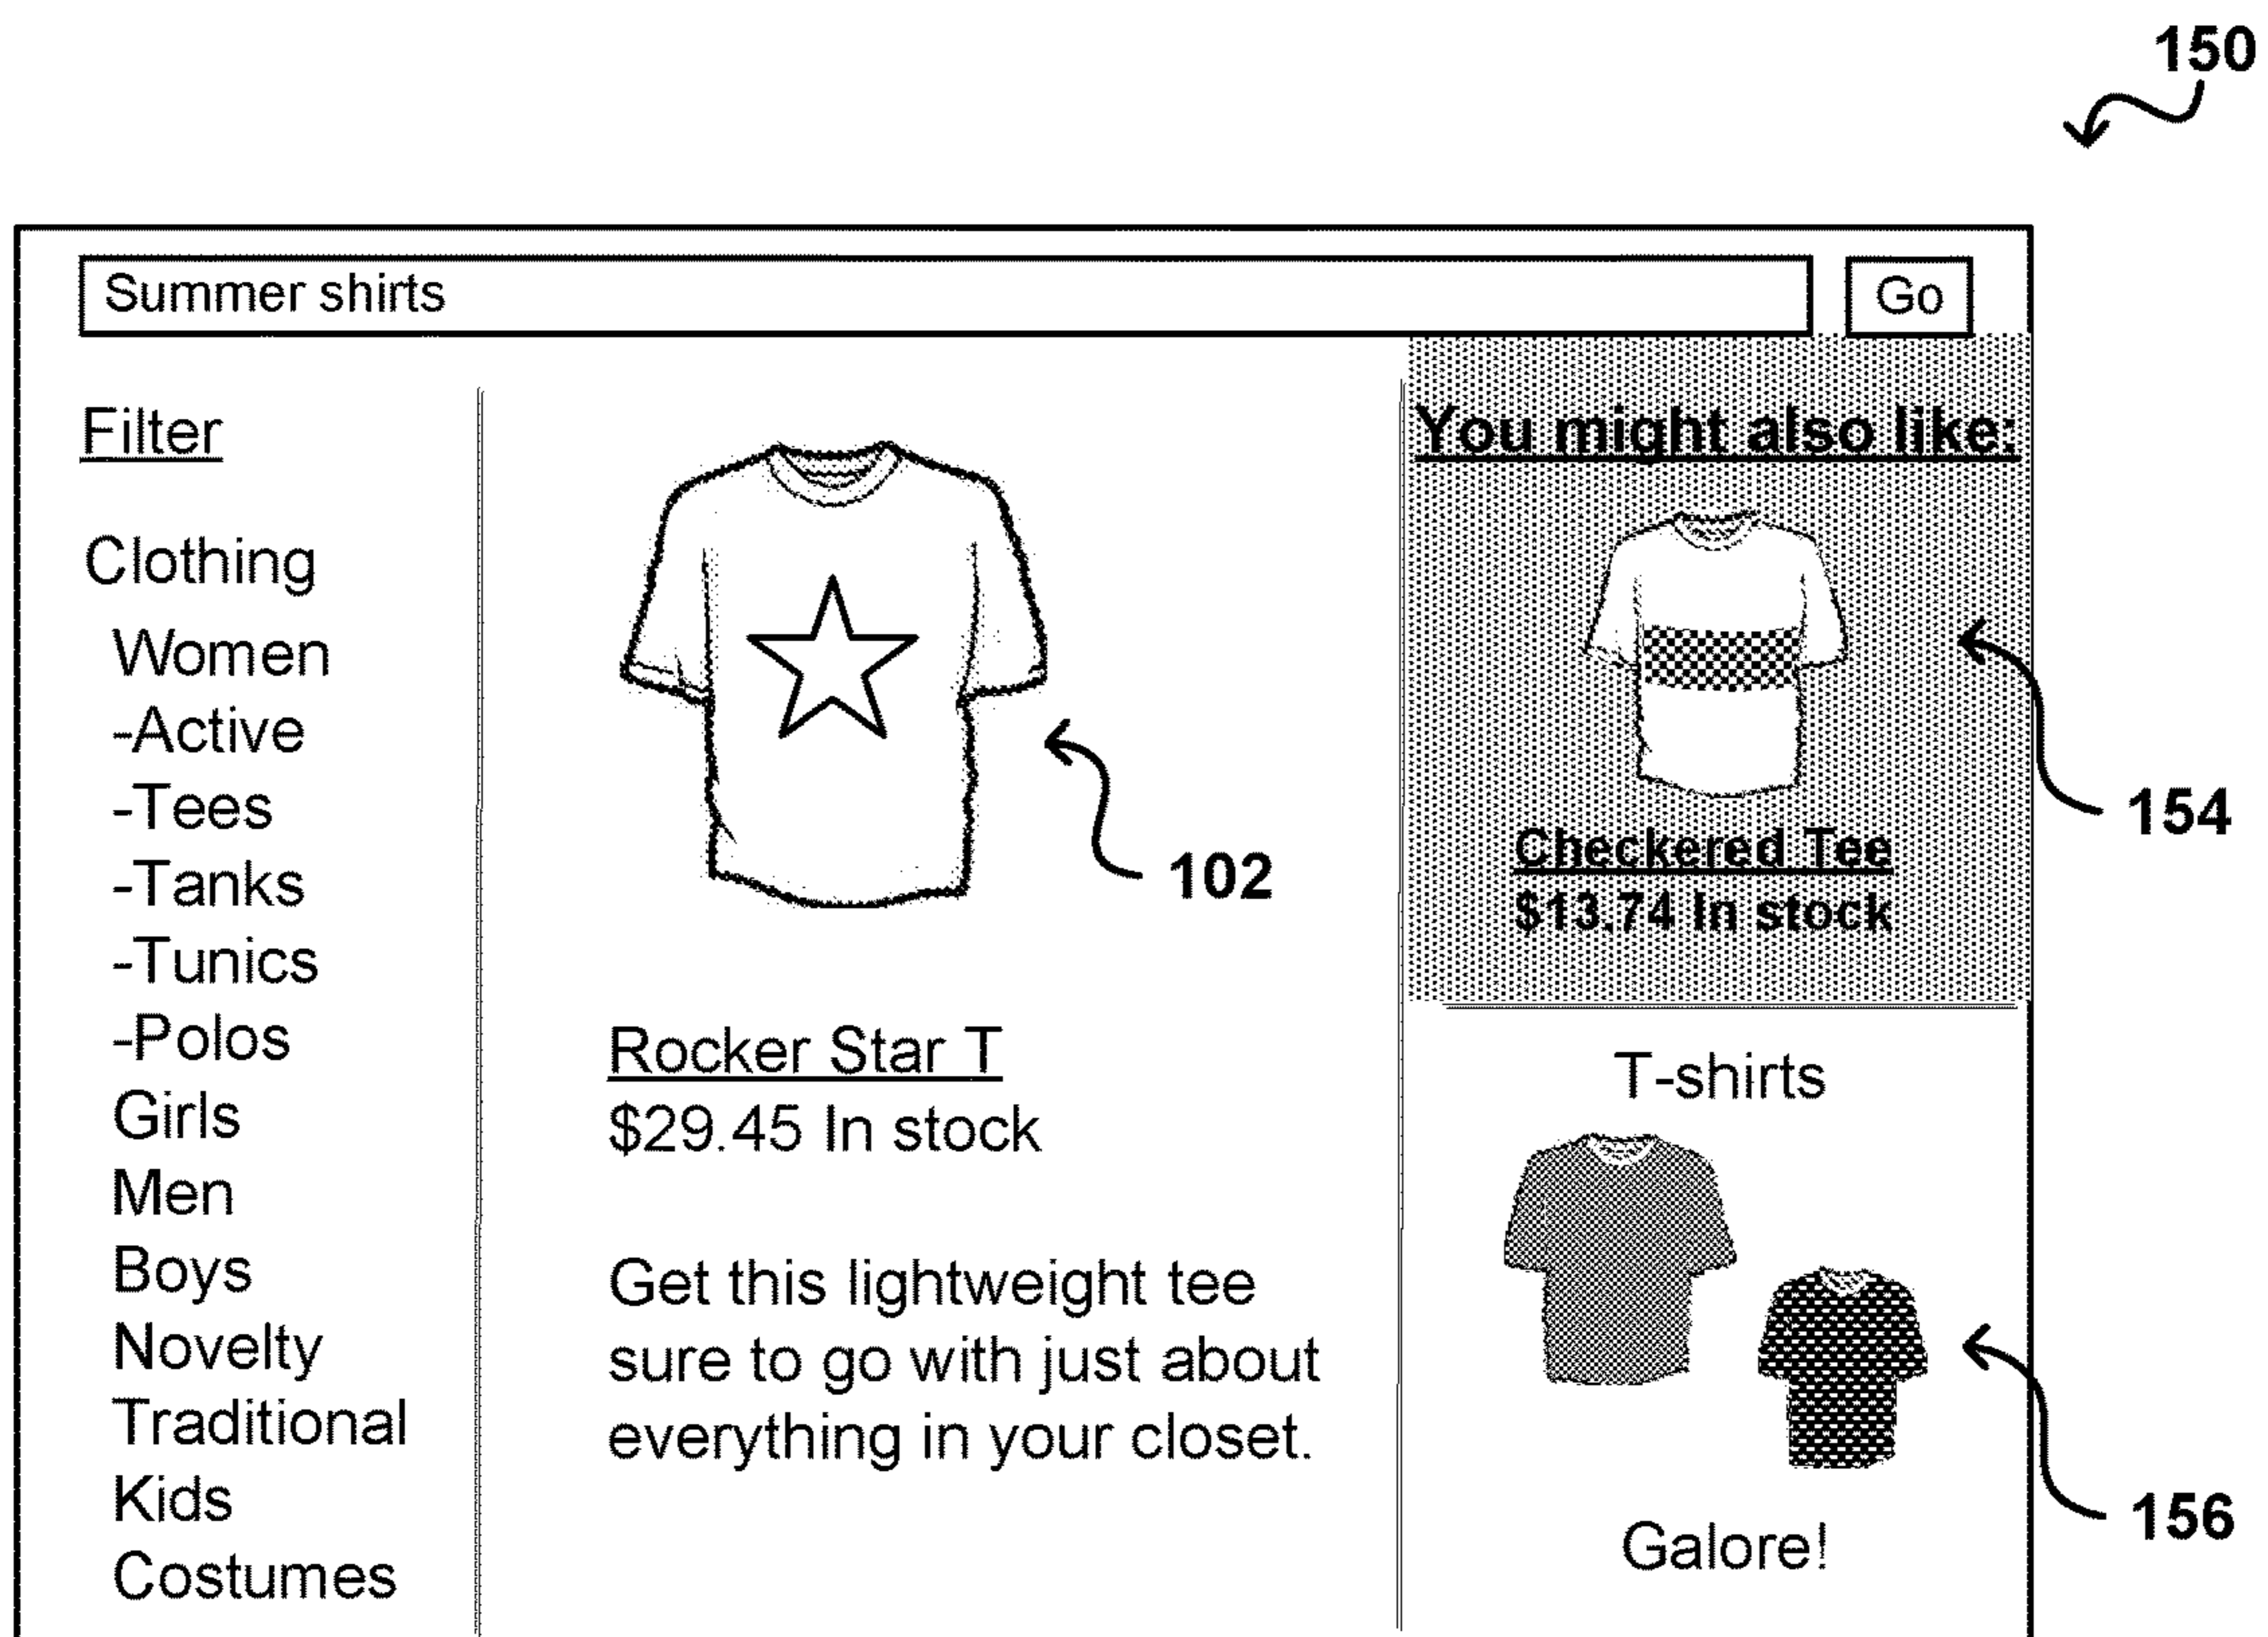 150
Summer shirts
Go
Filter
Clothing
Women
-Active
-Tees
-Tanks
-Tunics
-Polos
Girls
Men
Boys
Novelty
Traditional
Kids
Costumes
102
Rocker Star T
$29.45 In stock
Get this lightweight tee
sure to go with just about
everything in your closet.
You might also like:
154
Checkered Tee
$13.74 In stock
T-shirts
156
Galore!